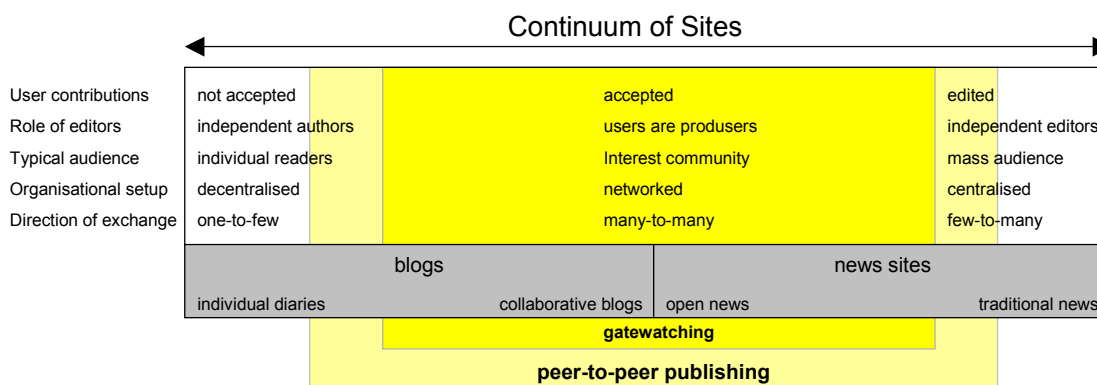 Continuum of Sites
User contributions not accepted accepted edited
Role of editors independent authors users are produsers independent editors
Typical audience individual readers Interest community mass audience
Organisational setup decentralised networked centralised
Direction of exchange one-to-few many-to-many few-to-many
blogs news sites
individual diaries collaborative blogs open news traditional news
gatewatching
peer-to-peer publishing